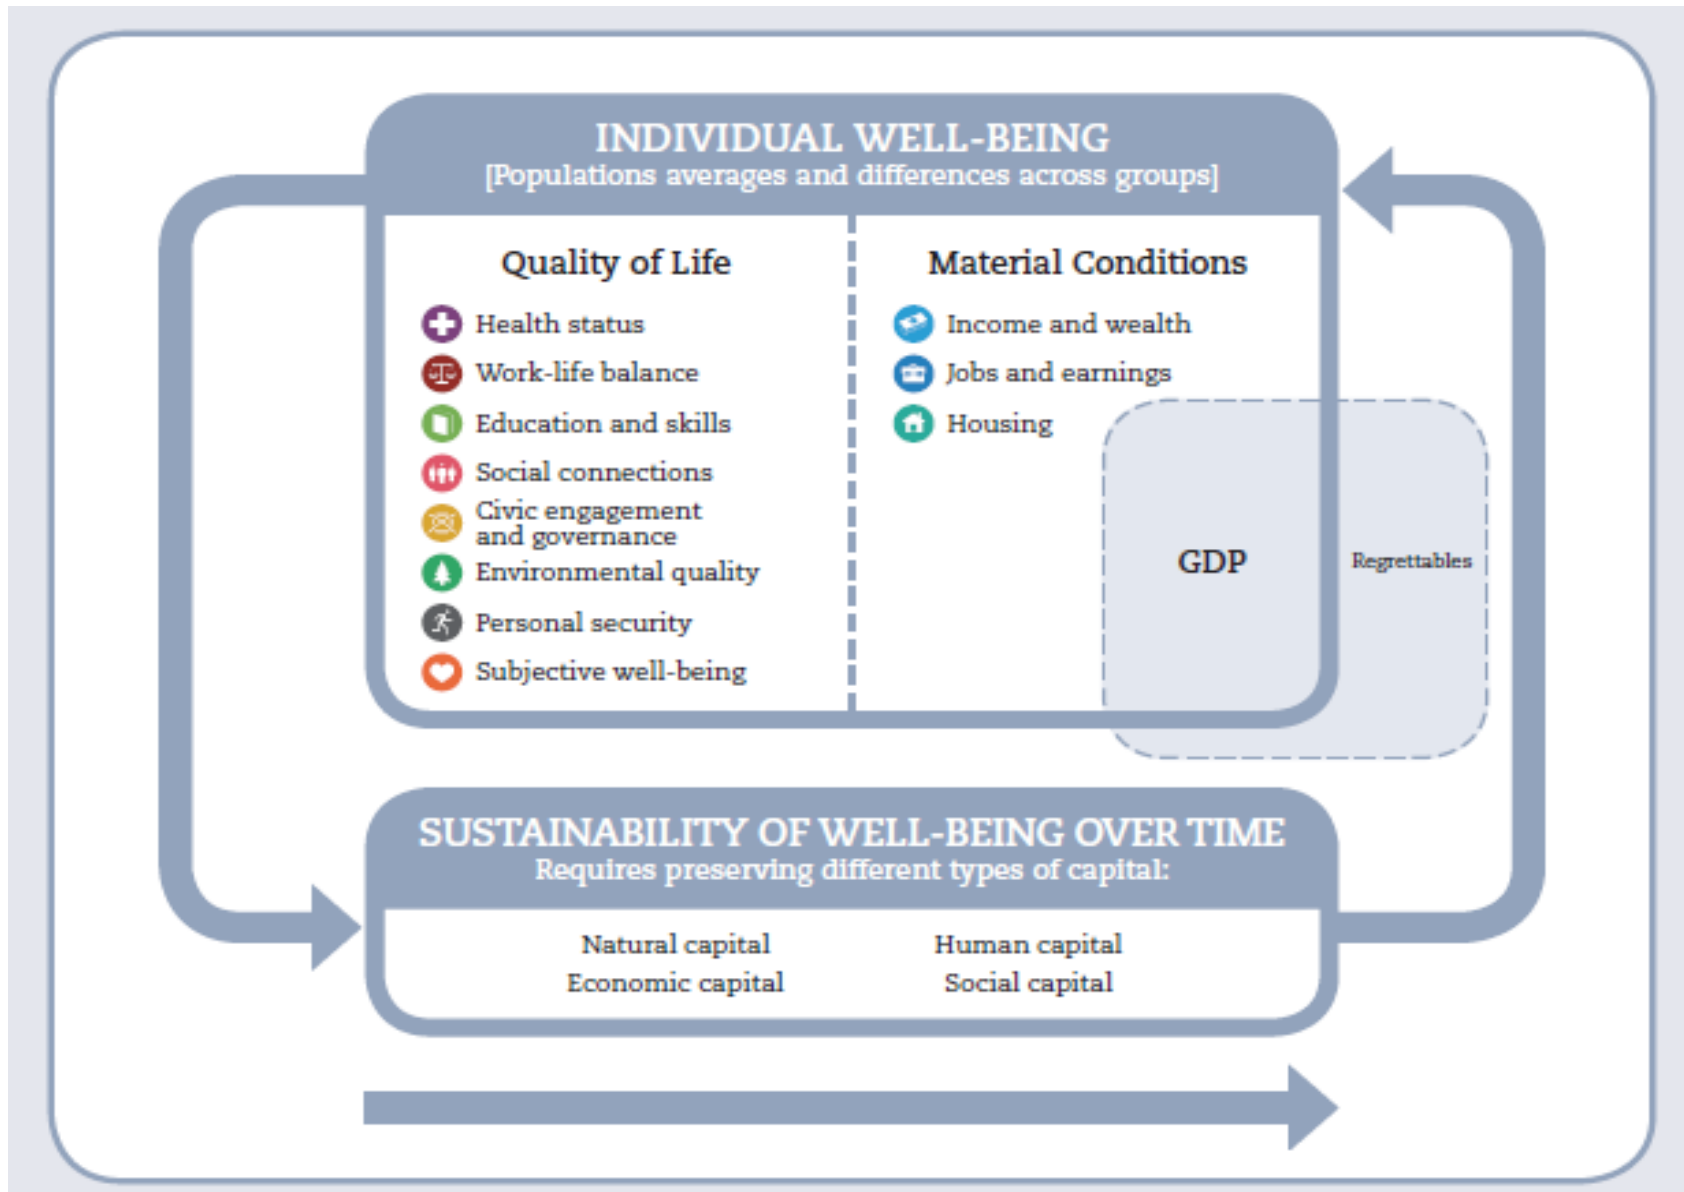 INDIVIDUAL WELL-BEING
[Populations averages and differences across groups]
Quality of Life
Health status
Work-life balance
Education and skills
Social connections
Civic engagement
and governance
Environmental quality
Personal security
Subjective well-being
Material Conditions
Income and wealth
Jobs and earnings
Housing
GDP
Regrettables
SUSTAINABILITY OF WELL-BEING OVER TIME
Requires preserving different types of capital:
Natural capital
Human capital
Economic capital
Social capital